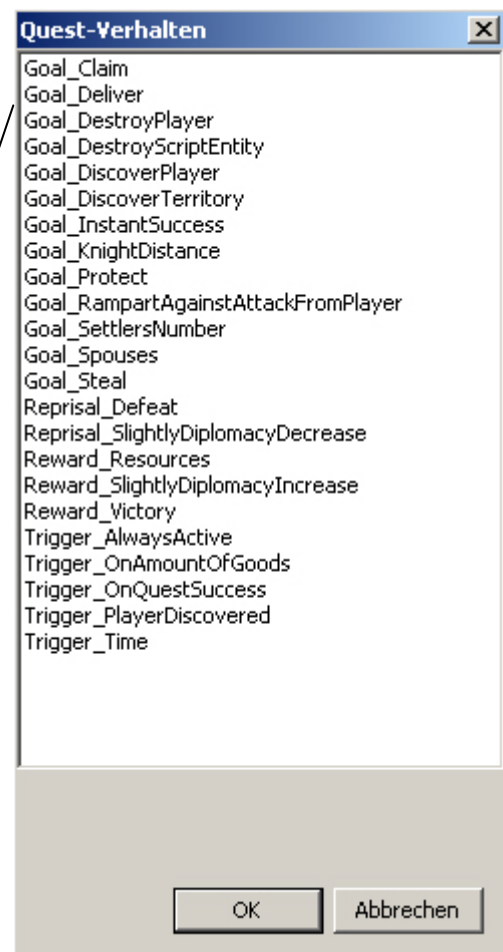 Quest-Verhalten
Goal_Claim
Goal_Deliver
Goal_DestroyPlayer
Goal_DestroyScriptEntity
Goal_DiscoverPlayer
Goal_DiscoverTerritory
Goal_InstantSuccess
Goal_KnightDistance
Goal_Protect
Goal_RampartAgainstAttackFromPlayer
Goal_SettlersNumber
Goal_Spouses
Goal_Steal
Reprisal_Defeat
Reprisal_SlightlyDiplomacyDecrease
Reward_Resources
Reward_SlightlyDiplomacyIncrease
Reward_Victory
Trigger_AlwaysActive
Trigger_OnAmountOfGoods
Trigger_OnQuestSuccess
Trigger_PlayerDiscovered
Trigger_Time
OK Abbrechen